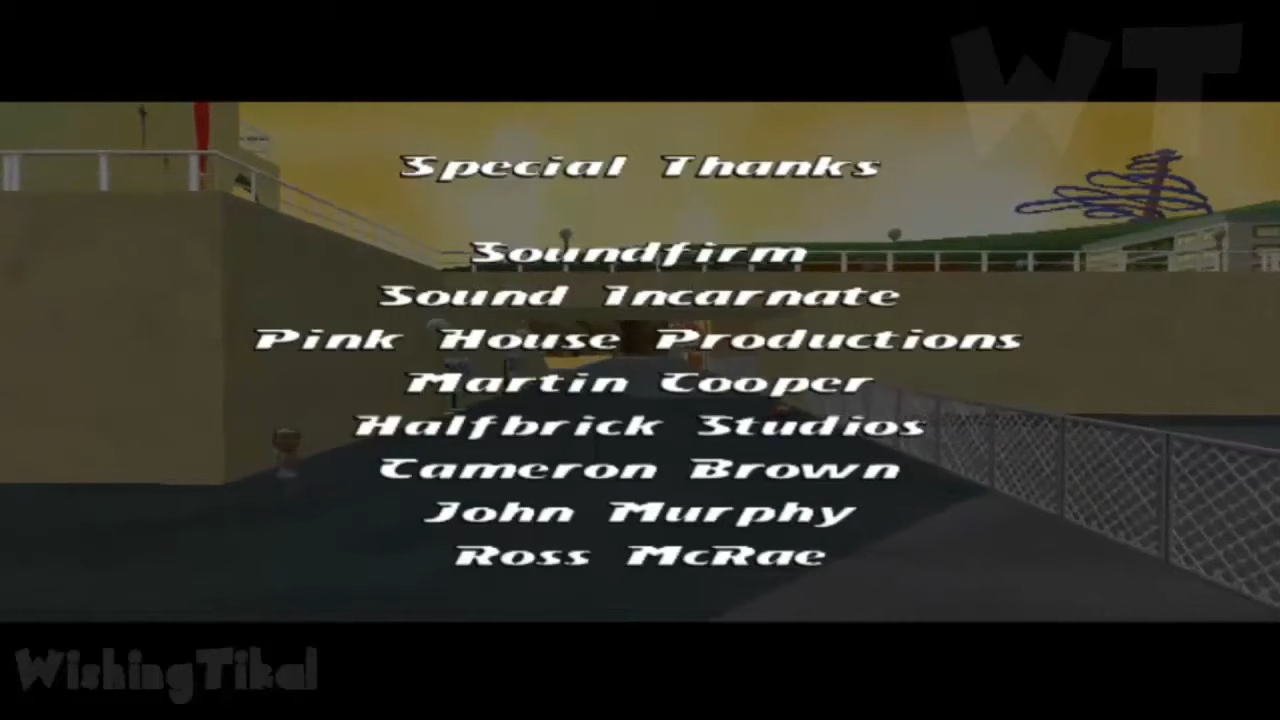 WT
Special Thanks
Soundfirm
Sound Incarnate
Pink House Productions
Martin Cooper
Halfbrick Studios
Cameron Brown
John Murphy
Ross McRae
WishingTikal